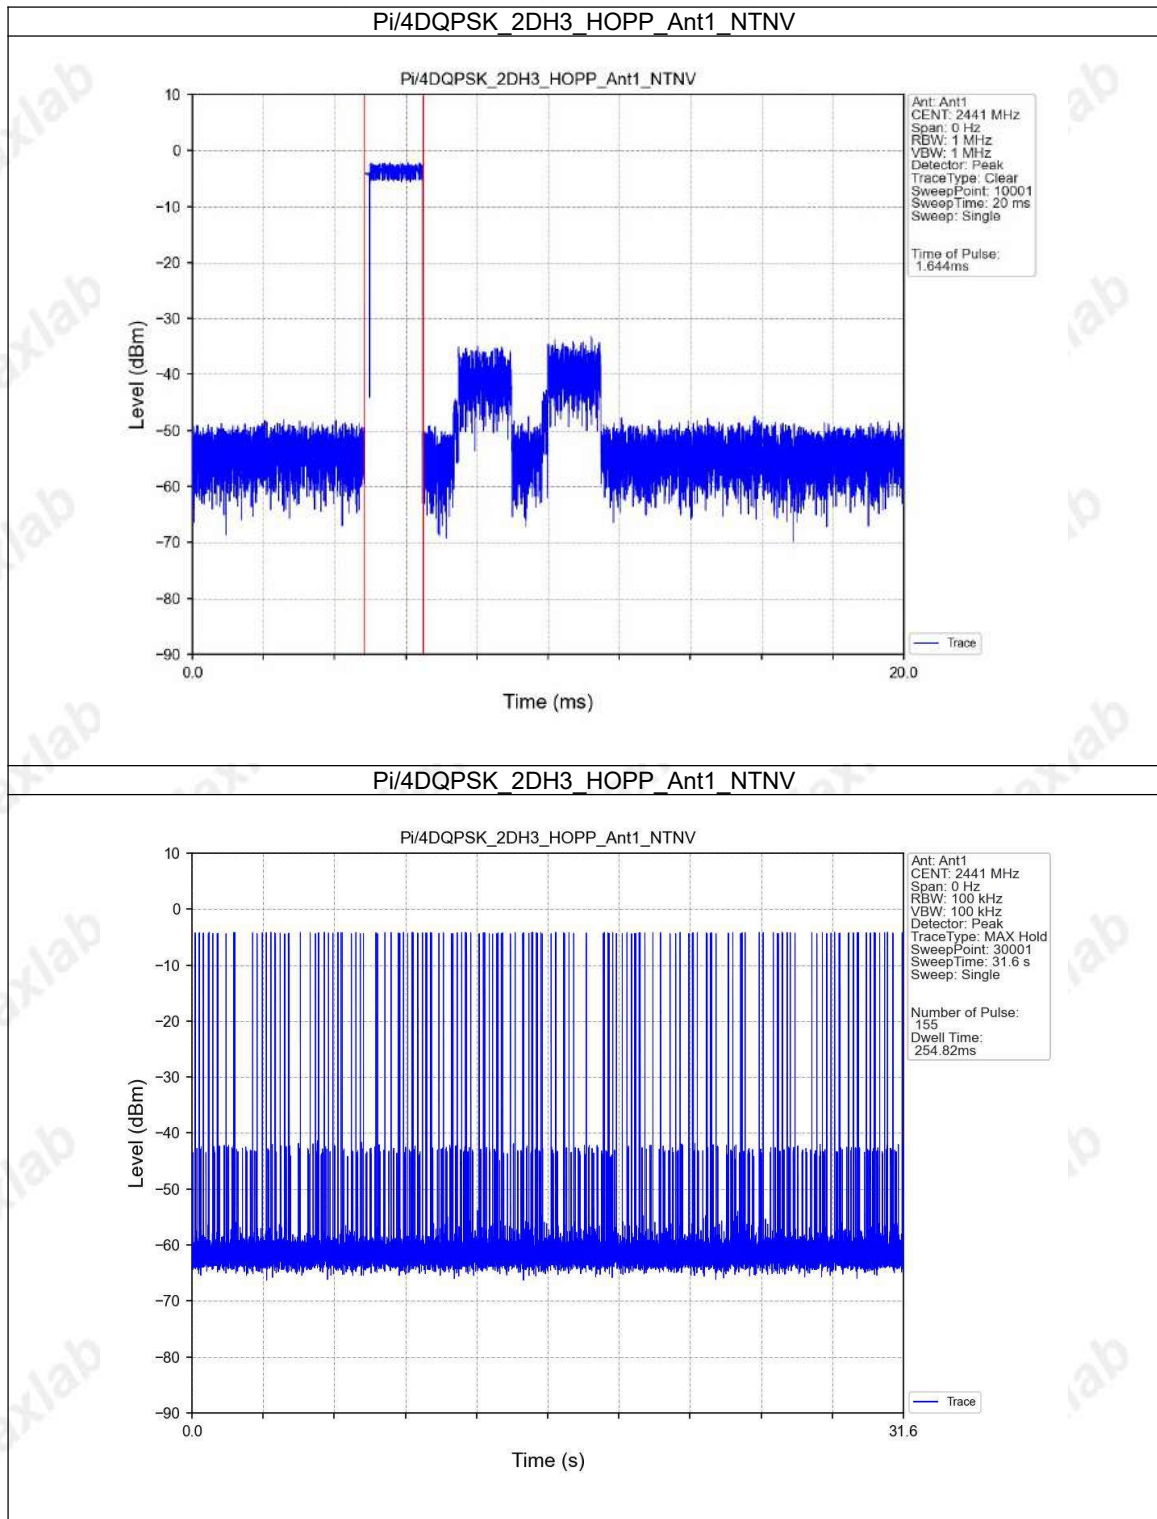 Pi/4DQPSK_2DH3_HOPP_Ant1_NTNV
Pi/4DQPSK_2DH3_HOPP_Ant1_NTNV
10
0
−10
−20
−30
−40
−50
−60
−70
−80
−90
Level (dBm)
0.0
20.0
Time (ms)
Ant: Ant1
CENT: 2441 MHz
Span: 0 Hz
RBW: 1 MHz
VBW: 1 MHz
Detector: Peak
TraceType: Clear
SweepPoint: 10001
SweepTime: 20 ms
Sweep: Single
Time of Pulse:
1.644ms
Trace
Pi/4DQPSK_2DH3_HOPP_Ant1_NTNV
Pi/4DQPSK_2DH3_HOPP_Ant1_NTNV
10
0
−10
−20
−30
−40
−50
−60
−70
−80
−90
Level (dBm)
0.0
31.6
Time (s)
Ant: Ant1
CENT: 2441 MHz
Span: 0 Hz
RBW: 100 kHz
VBW: 100 kHz
Detector: Peak
TraceType: MAX Hold
SweepPoint: 30001
SweepTime: 31.6 s
Sweep: Single
Number of Pulse:
155
Dwell Time:
254.82ms
Trace